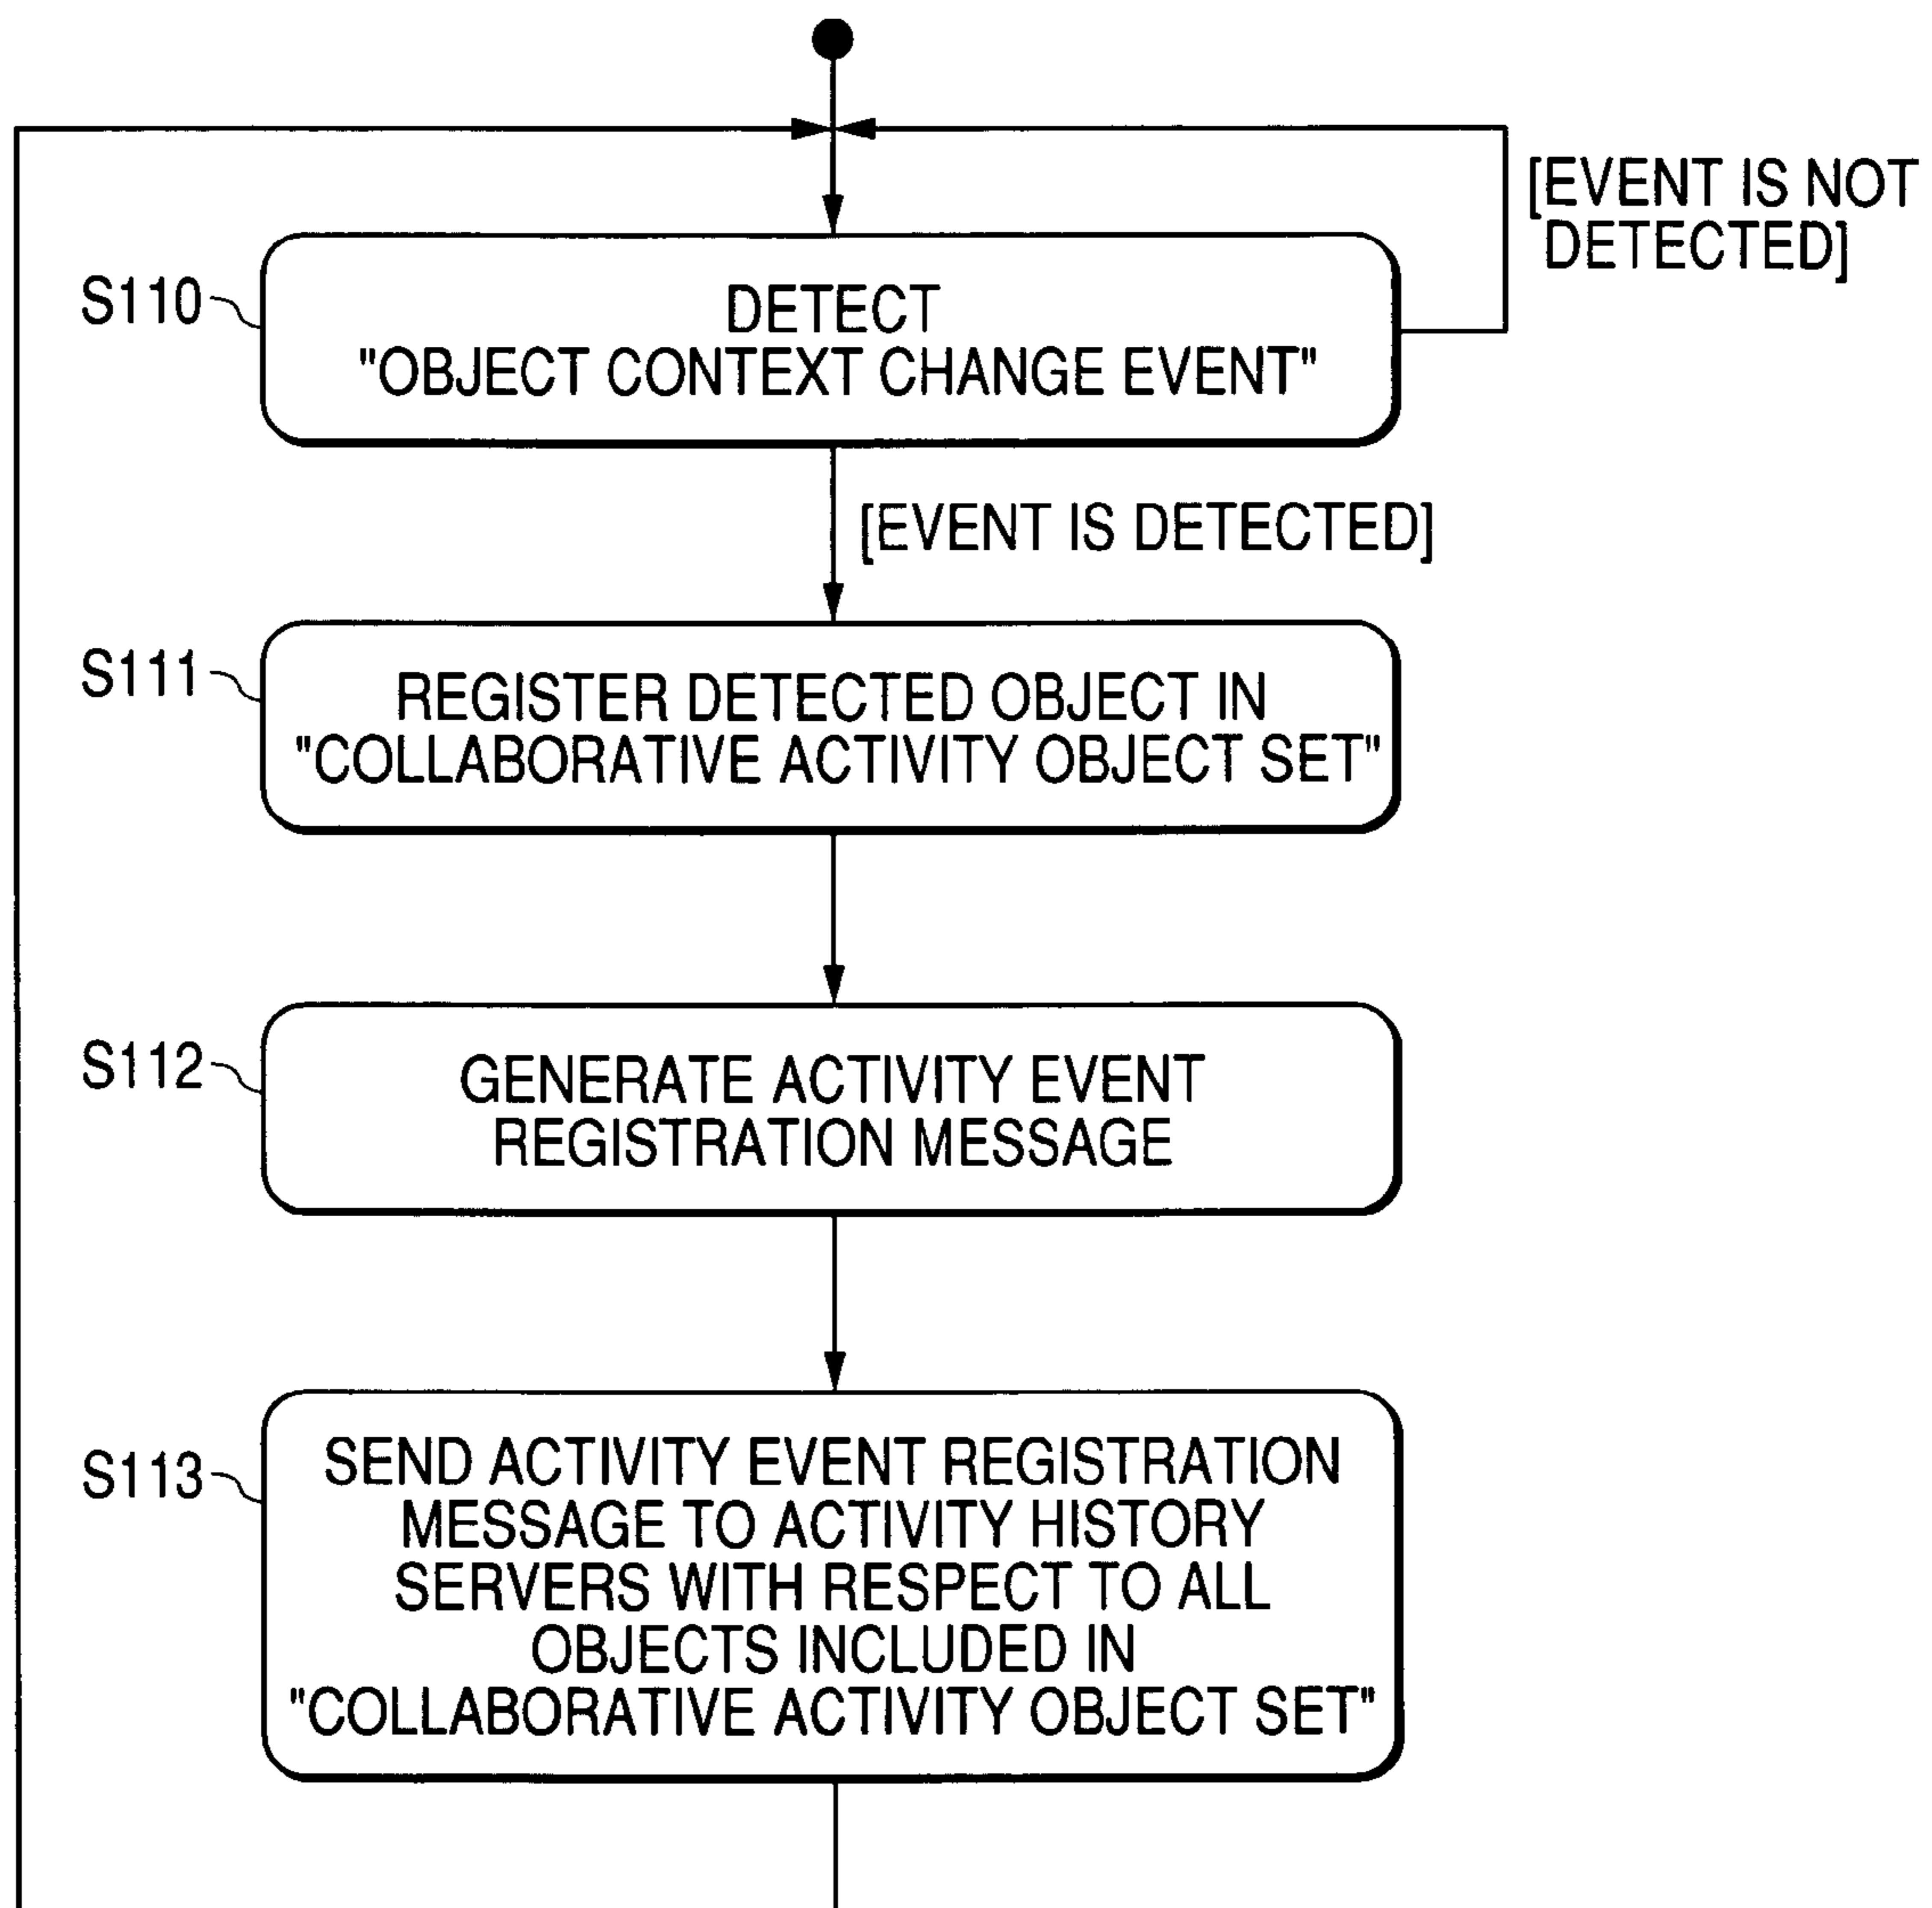 [EVENT IS NOT
DETECTED]
S110
DETECT
"OBJECT CONTEXT CHANGE EVENT"
[EVENT IS DETECTED]
S111
REGISTER DETECTED OBJECT IN
"COLLABORATIVE ACTIVITY OBJECT SET"
S112
GENERATE ACTIVITY EVENT
REGISTRATION MESSAGE
S113
SEND ACTIVITY EVENT REGISTRATION
MESSAGE TO ACTIVITY HISTORY
SERVERS WITH RESPECT TO ALL
OBJECTS INCLUDED IN
"COLLABORATIVE ACTIVITY OBJECT SET"